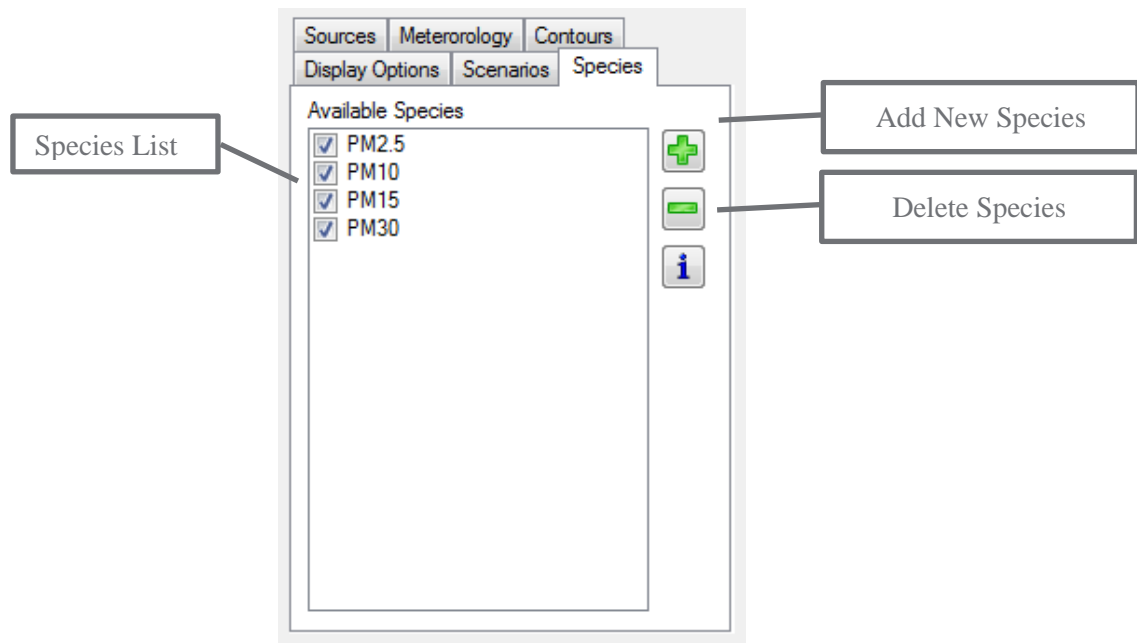 Sources Meterorology Contours
Display Options Scenarios Species
Available Species
PM2.5
PM10
PM15
PM30
Species List
Add New Species
Delete Species
i